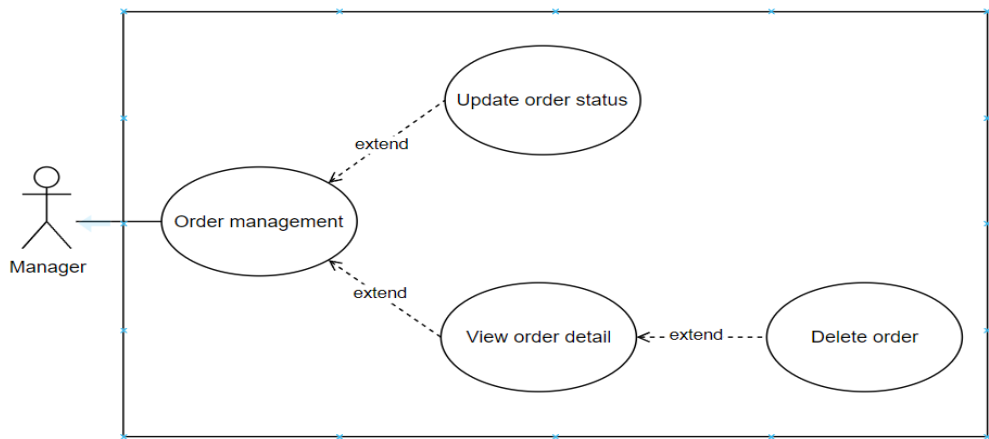 Update order status
extend
Order management
Manager
extend
View order detail
extend
Delete order